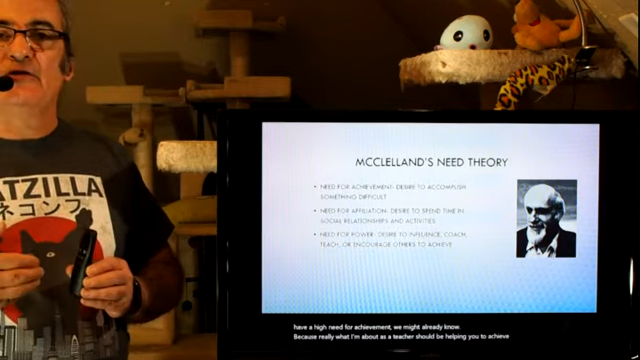 ATZILLA
ネコンフ
MCCLELLAND'S NEED THEORY
• NEED FOR ACHIEVEMENT- DESIRE TO ACCOMPLISH
SOMETHING DIFFICULT
• NEED FOR AFFILIATION- DESIRE TO SPEND TIME IN
SOCIAL RELATIONSHIPS AND ACTIVITIES
• NEED FOR POWER- DESIRE TO INFLUENCE, COACH,
TEACH, OR ENCOURAGE OTHERS TO ACHIEVE
have a high need for achievement, we might already know.
Because really what I'm about as a teacher should be helping you to achieve